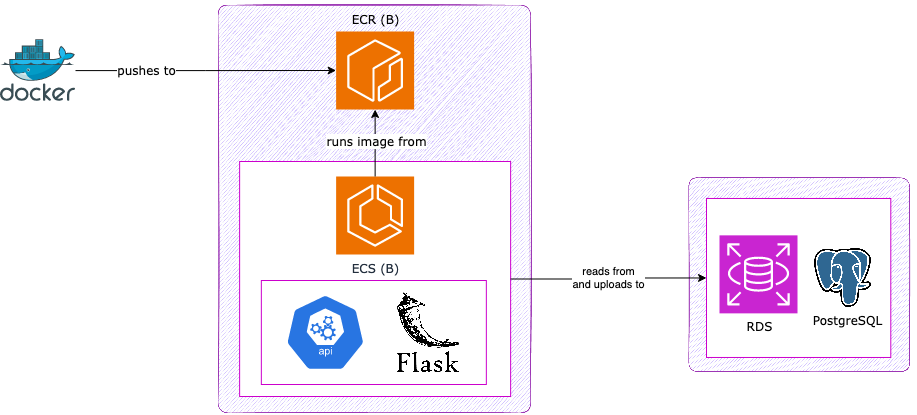 ECR (B)
docker
pushes to
runs image from
ECS (B)
api
Flask
reads from
and uploads to
RDS
PostgreSQL